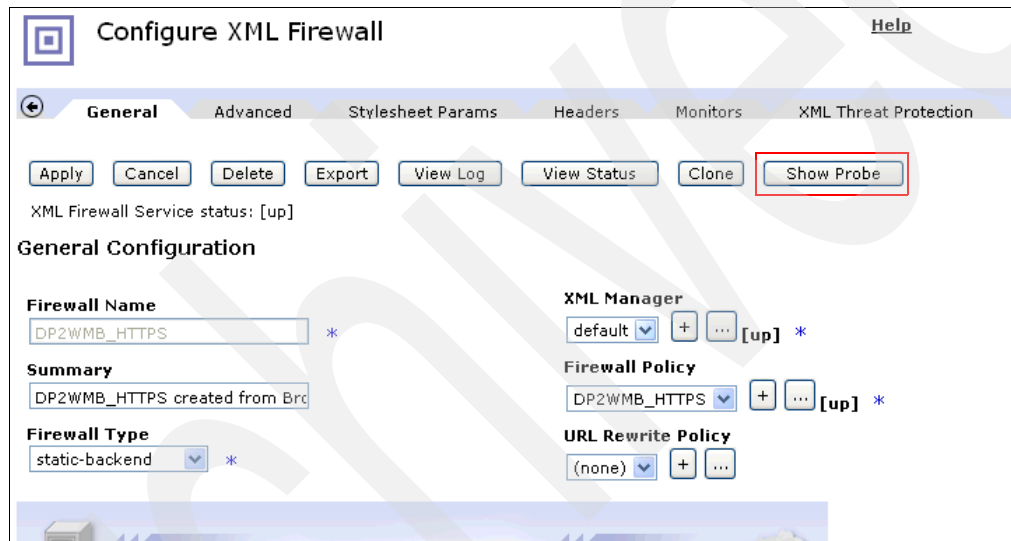 Configure XML Firewall
Help
General Advanced Stylesheet Params Headers Monitors XML Threat Protection
Apply Cancel Delete Export View Log View Status Clone Show Probe
XML Firewall Service status: [up]
General Configuration
Firewall Name
DP2WMB_HTTPS *
Summary
DP2WMB_HTTPS created from Brc
Firewall Type
static-backend *
XML Manager
default + ... [up] *
Firewall Policy
DP2WMB_HTTPS + ... [up] *
URL Rewrite Policy
(none) + ...